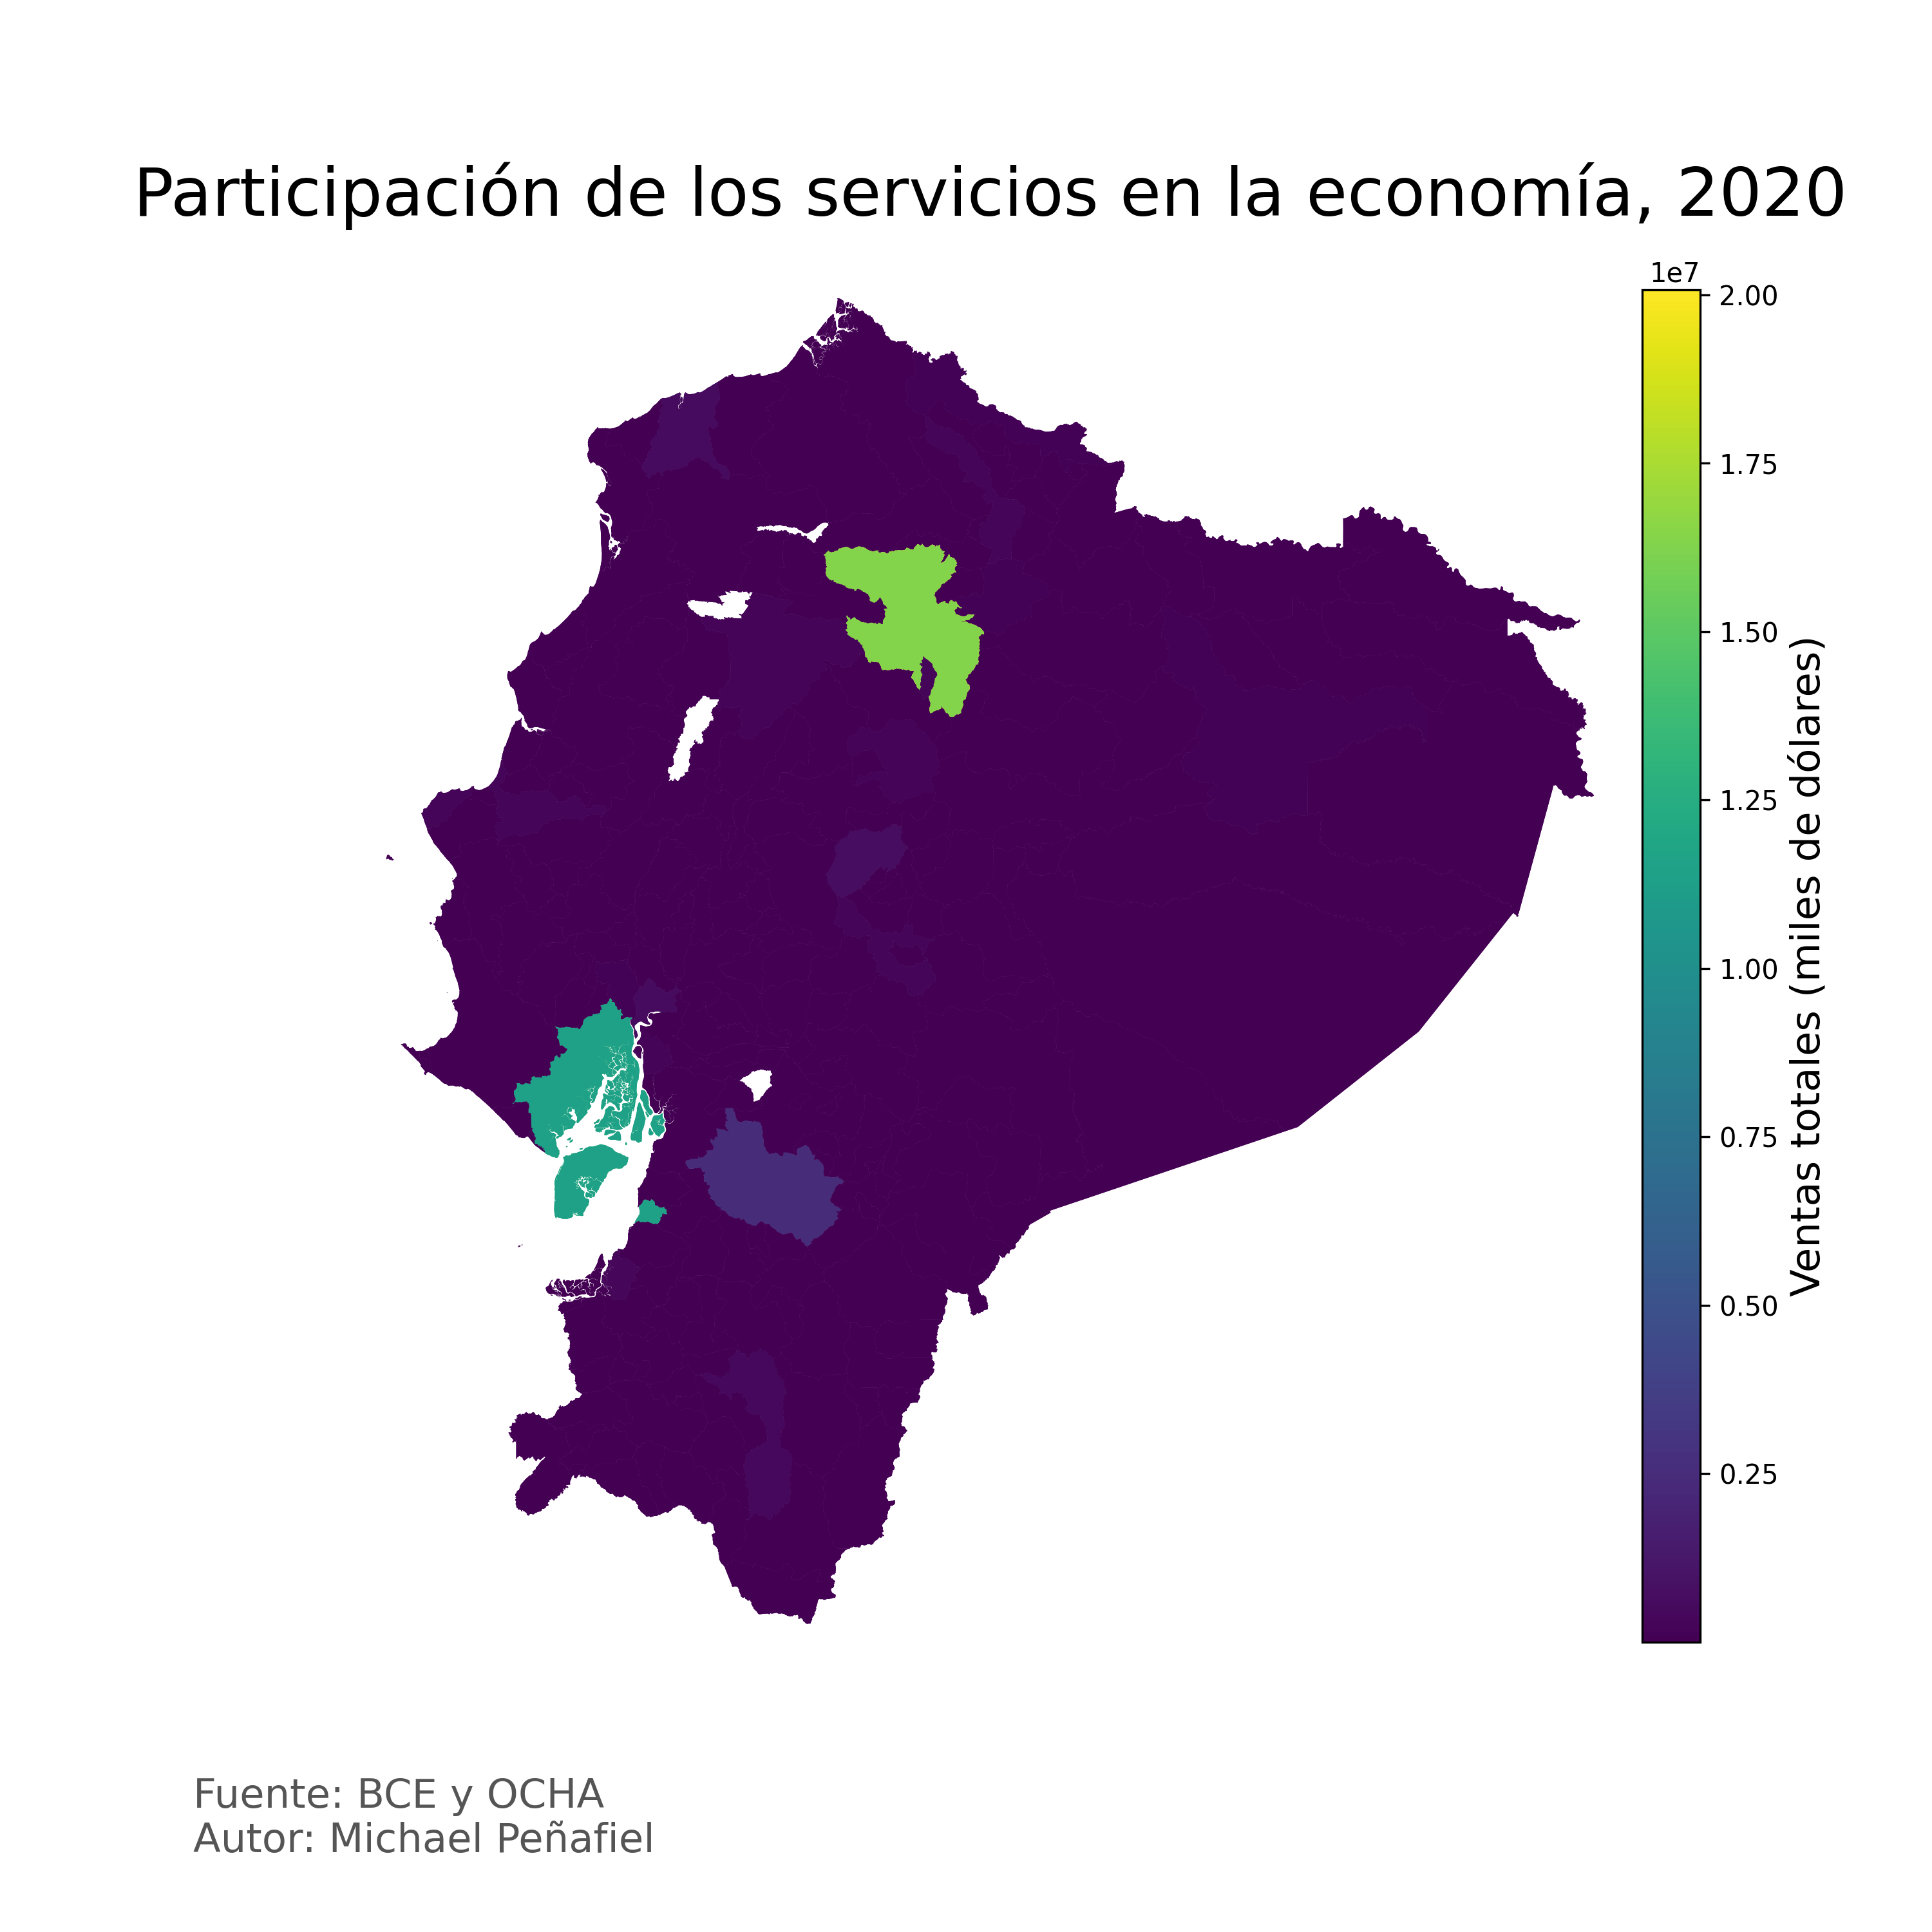 Participación de los servicios en la economía, 2020
1e7
2.00
1.75
1.50
1.25
1.00
0.75
0.50
0.25
Ventas totales (miles de dólares)
Fuente: BCE y OCHA
Autor: Michael Peñafiel